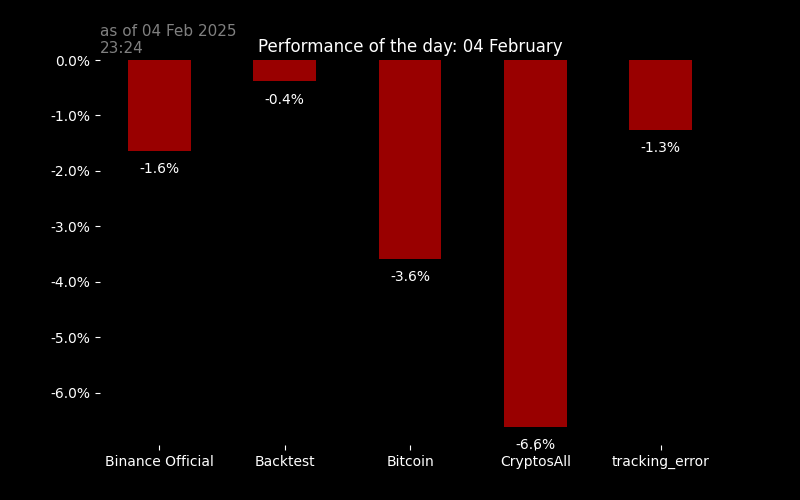 as of 04 Feb 2025
23:24
Performance of the day: 04 February
0.0%
-1.0%
-2.0%
-3.0%
-4.0%
-5.0%
-6.0%
-1.6%
-0.4%
-3.6%
-6.6%
-1.3%
Binance Official
Backtest
Bitcoin
CryptosAll
tracking_error